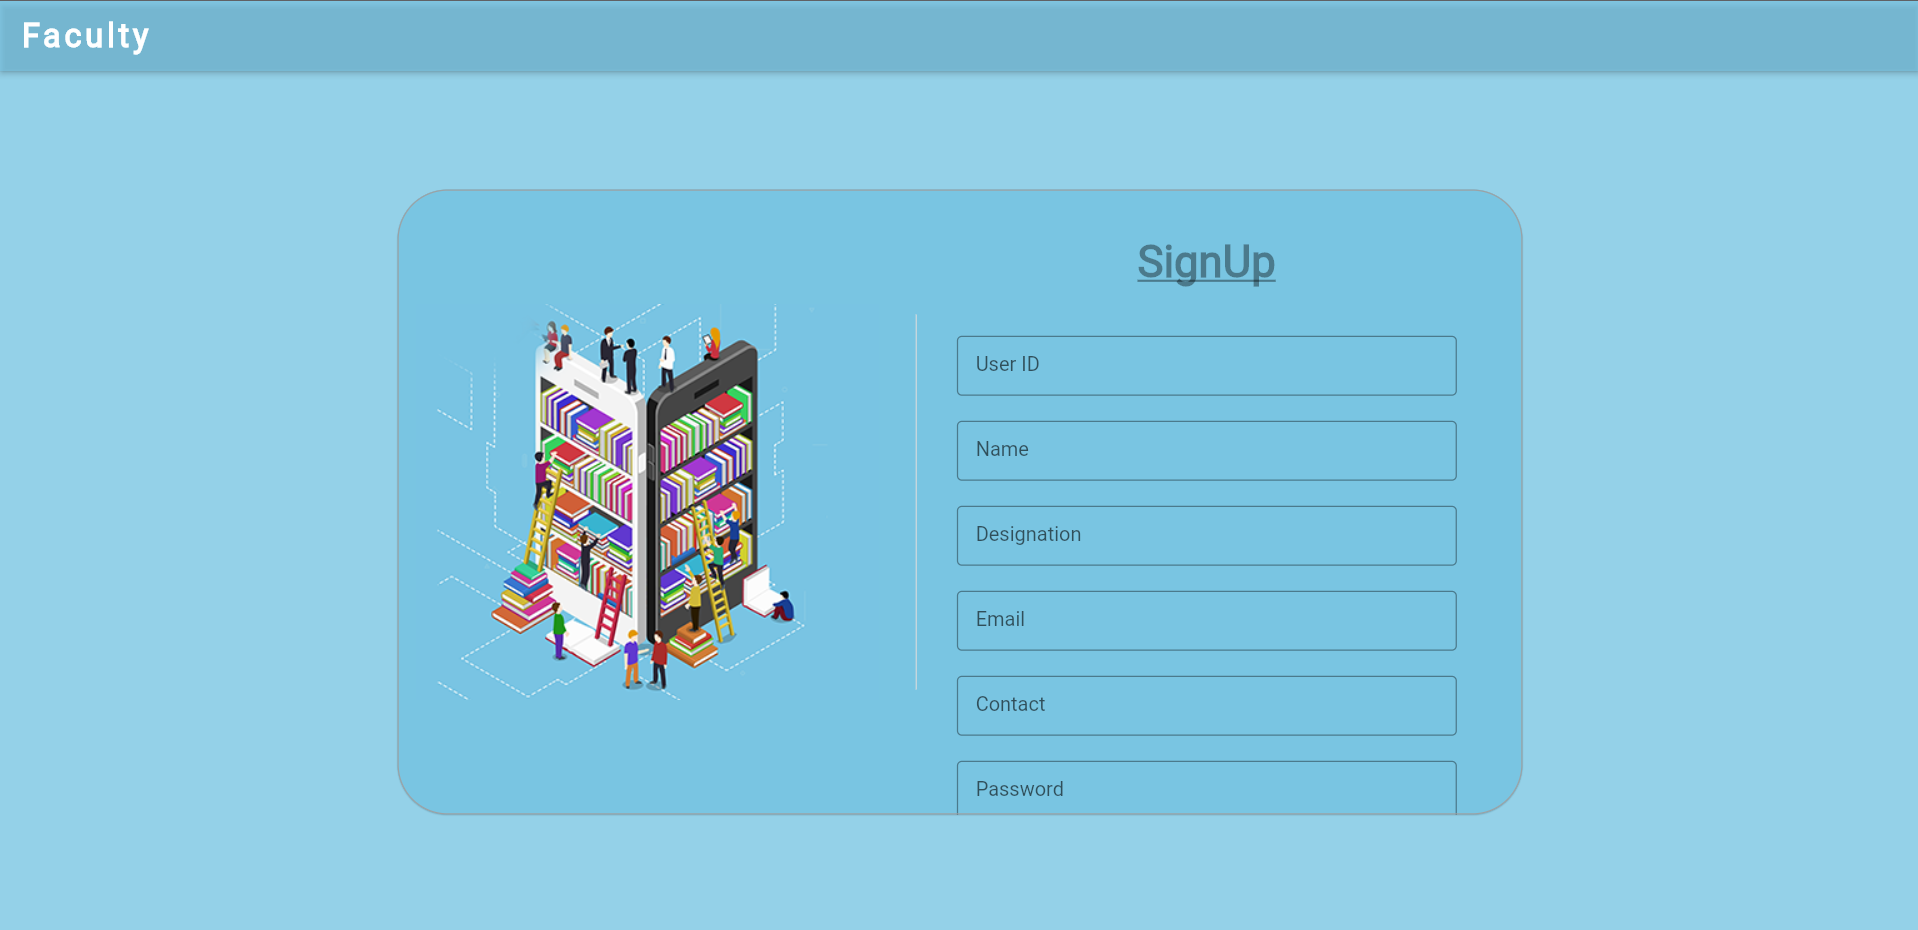 Faculty
SignUp
User ID
Name
Designation
Email
Contact
Password